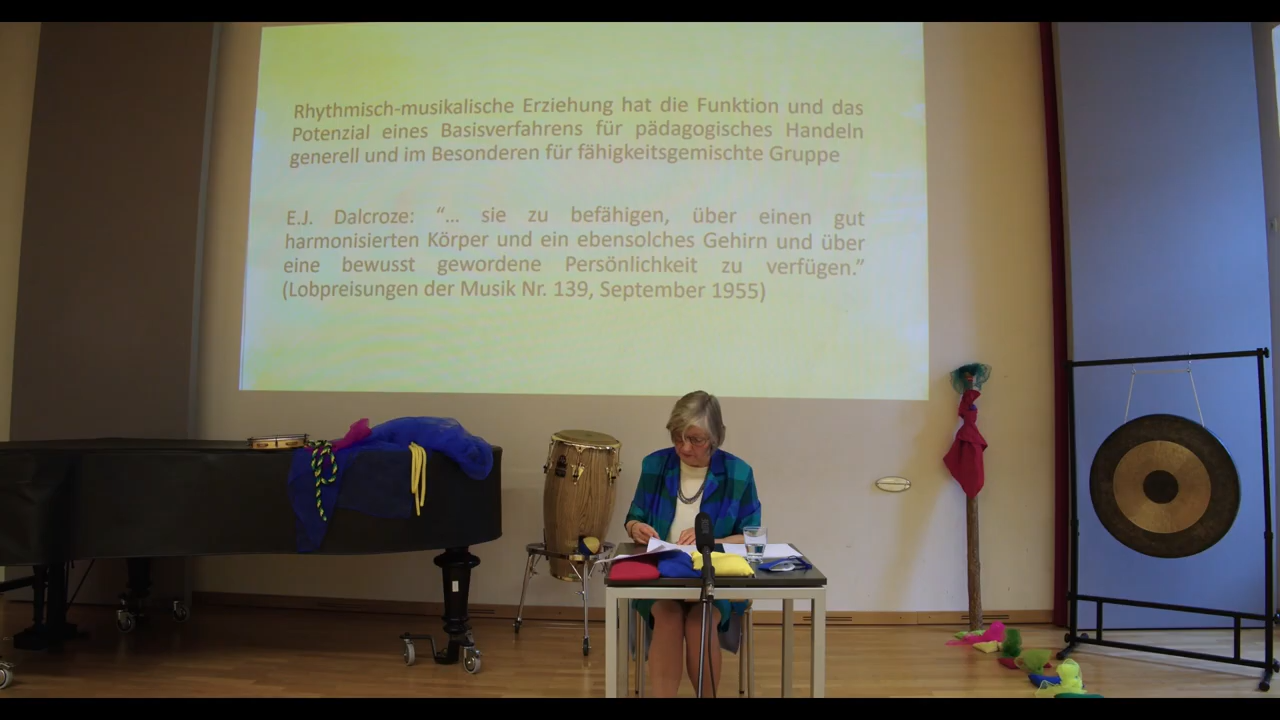 Rhythmisch-musikalische Erziehung hat die Funktion und das
Potenzial eines Basisverfahrens für pädagogisches Handeln
generell und im Besonderen für fähigkeitsgemischte Gruppe
E.J. Dalcroze: “... sie zu befähigen, über einen gut
harmonisierten Körper und ein ebensolches Gehirn und über
eine bewusst gewordene Persönlichkeit zu verfügen.”
(Lobpreisungen der Musik Nr. 139, September 1955)